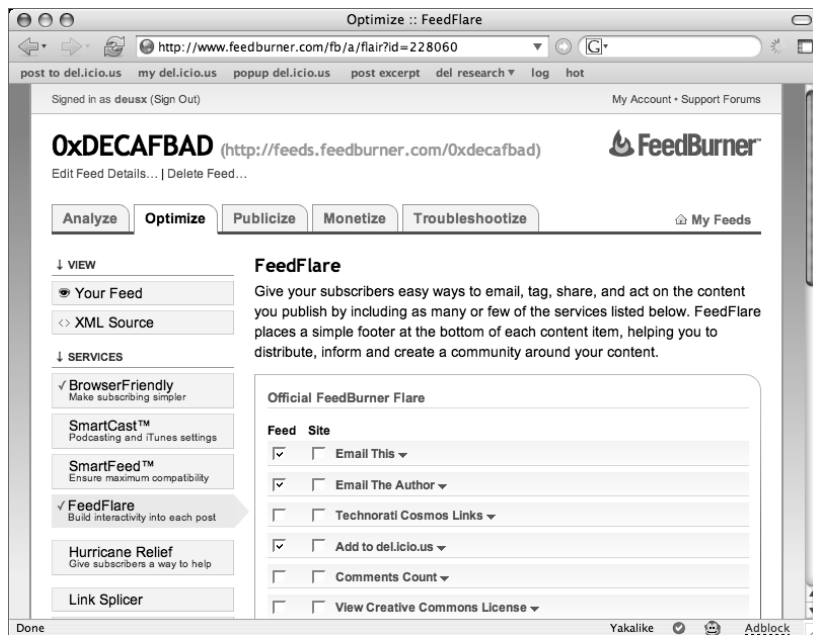 Optimize :: FeedFlare
http://www.feedburner.com/fb/a/flair?id=228060
G
post to del.icio.us my del.icio.us popup del.icio.us post excerpt del research log hot
Signed in as deusx (Sign Out) My Account • Support Forums
0xDECAFBAD (http://feeds.feedburner.com/0xdecafbad) FeedBurner™
Edit Feed Details... | Delete Feed...
Analyze Optimize Publicize Monetize Troubleshootize My Feeds
↓ VIEW
Your Feed
<> XML Source
↓ SERVICES
✓ BrowserFriendly
Make subscribing simpler
SmartCast™
Podcasting and iTunes settings
SmartFeed™
Ensure maximum compatibility
✓ FeedFlare
Build interactivity into each post
Hurricane Relief
Give subscribers a way to help
Link Splicer
FeedFlare
Give your subscribers easy ways to email, tag, share, and act on the content
you publish by including as many or few of the services listed below. FeedFlare
places a simple footer at the bottom of each content item, helping you to
distribute, inform and create a community around your content.
Official FeedBurner Flare
Feed Site
Email This
Email The Author
Technorati Cosmos Links
Add to del.icio.us
Comments Count
View Creative Commons License
Done Yakalike Adblock